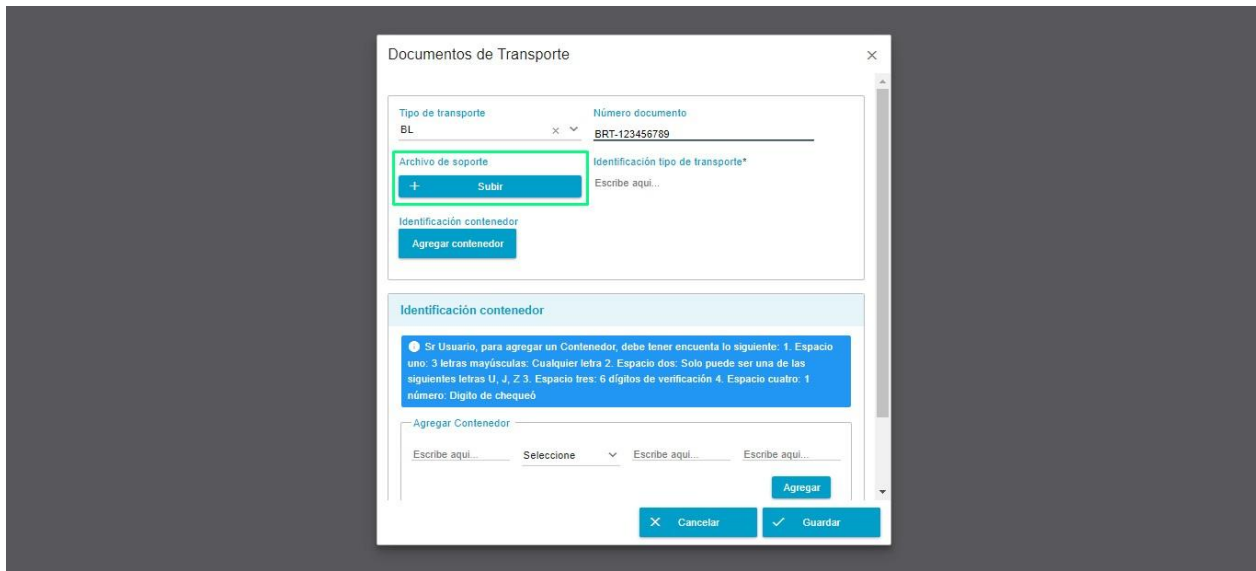 Documentos de Transporte
Tipo de transporte
Número documento
BL
BRT-123456789
Archivo de soporte
Identificación tipo de transporte*
+ Subir
Escribe aqui...
Identificación contenedor
Agregar contenedor
Identificación contenedor
Sr Usuario, para agregar un Contenedor, debe tener encuenta lo siguiente: 1. Espacio
uno: 3 letras mayúsculas: Cualquier letra 2. Espacio dos: Solo puede ser una de las
siguientes letras U, J, Z 3. Espacio tres: 6 dígitos de verificación 4. Espacio cuatro: 1
número: Digito de chequeó
Agregar Contenedor
Escribe aqui... Seleccione Escribe aqui... Escribe aqui...
Agregar
Cancelar
Guardar